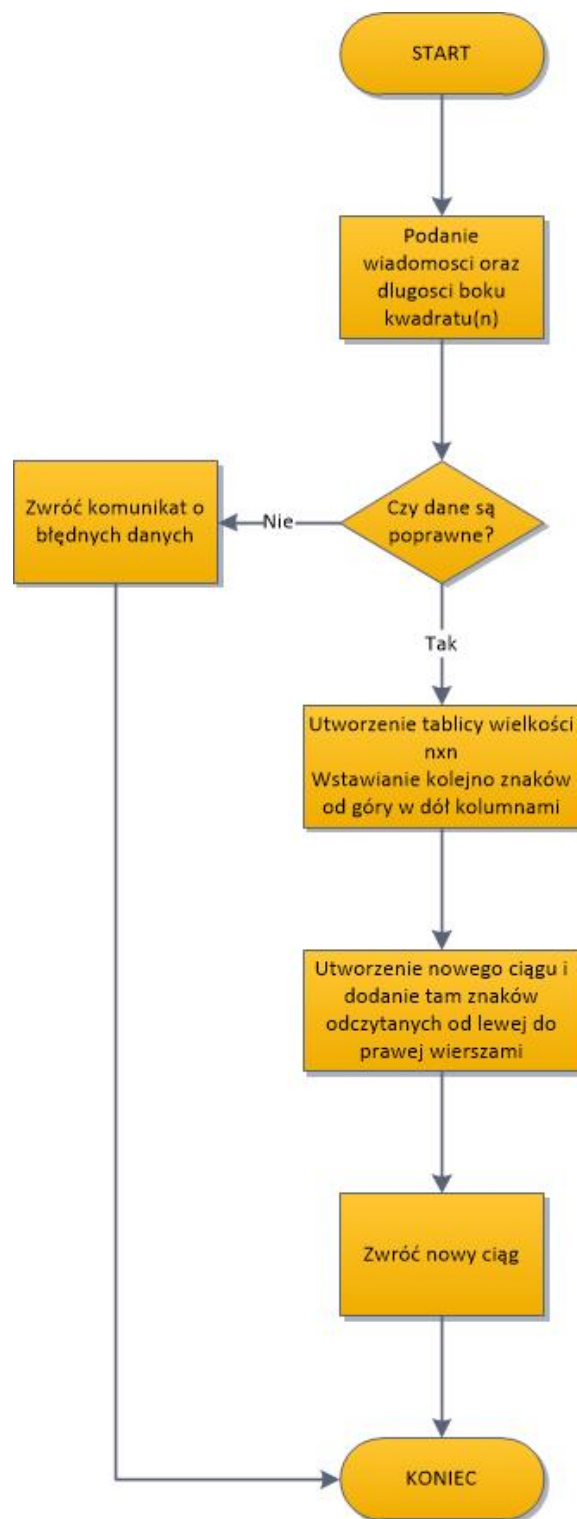 START
Podanie
wiadomosci oraz
dlugosci boku
kwadratu(n)
Czy dane są
poprawne?
Nie
Zwróć komunikat o
błędnych danych
Tak
Utworzenie tablicy wielkości
nxn
Wstawianie kolejno znaków
od góry w dół kolumnami
Utworzenie nowego ciągu i
dodanie tam znaków
odczytanych od lewej do
prawej wierszami
Zwróć nowy ciąg
KONIEC